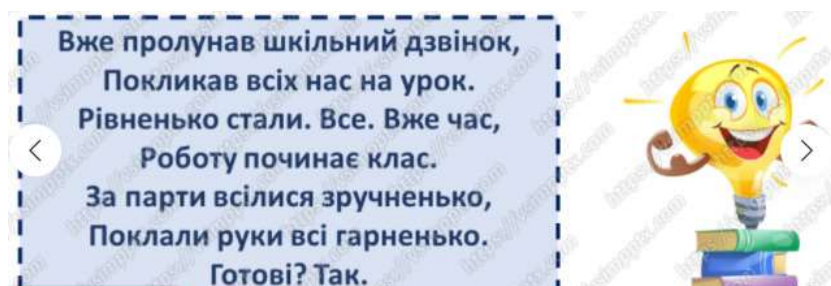 Вже пролунав шкільний дзвінок,
Покликав всіх нас на урок.
Рівненько стали. Все. Вже час,
Роботу починає клас.
За парти всілися зручненько,
Поклали руки всі гарненько.
Готові? Так.